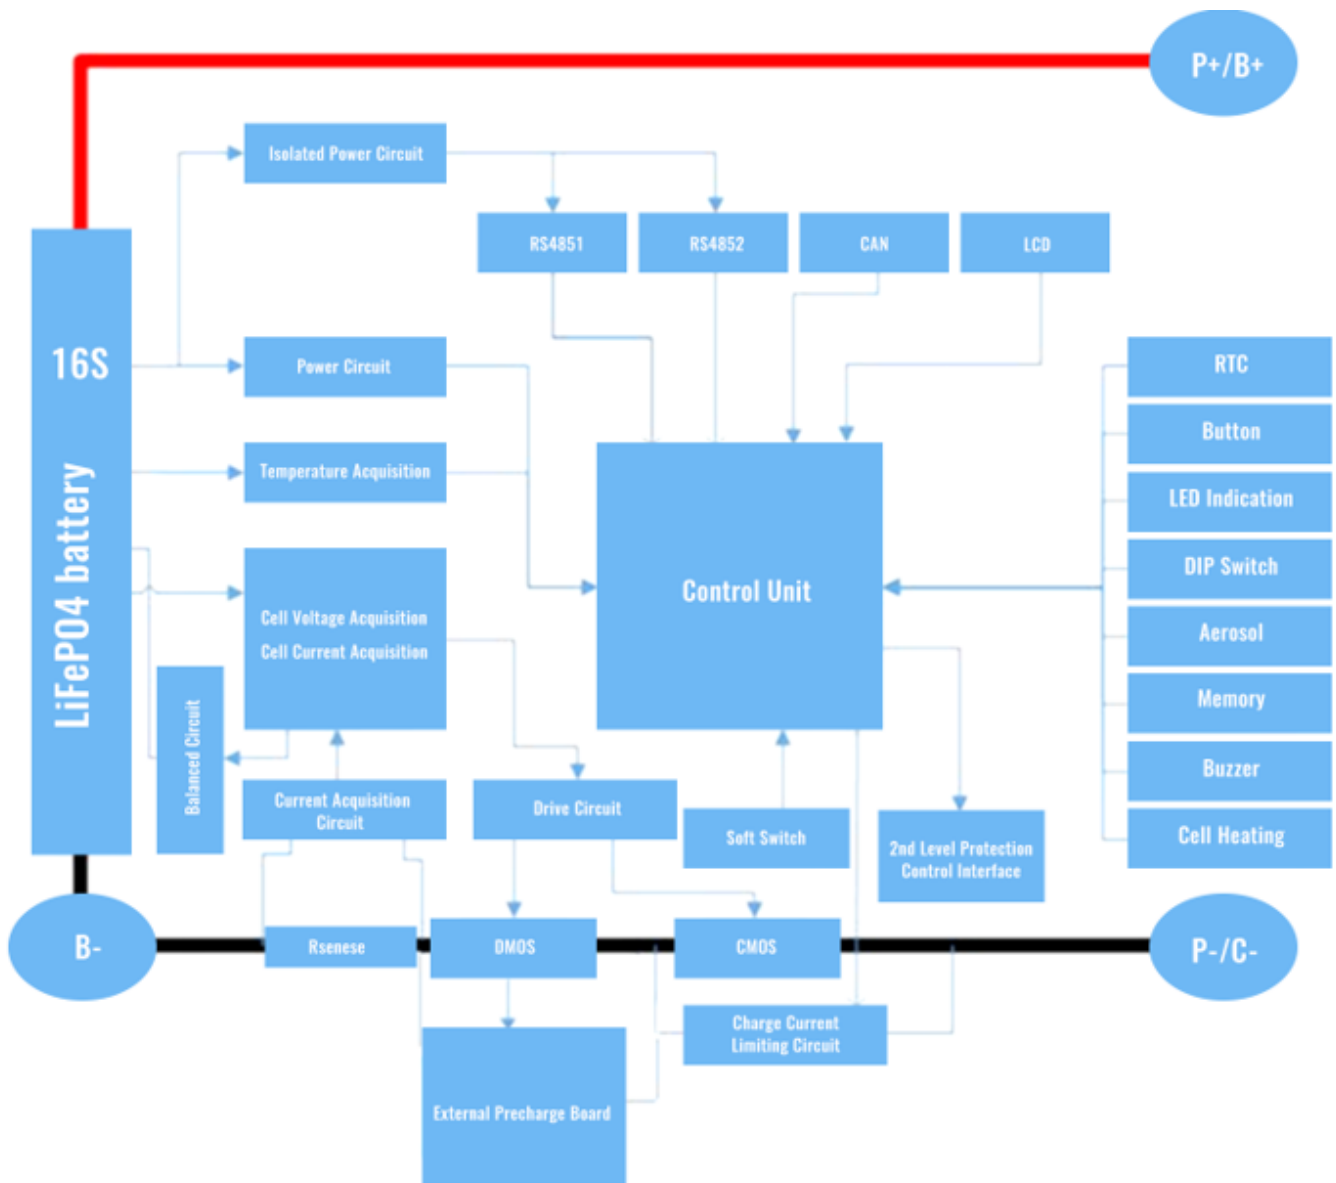 P+/B+
Isolated Power Circuit
RS4851
RS4852
CAN
LCD
16S
LiFePO4 battery
Power Circuit
RTC
Button
Temperature Acquisition
LED Indication
DIP Switch
Control Unit
Cell Voltage Acquisition
Cell Current Acquisition
Aerosol
Memory
Balanced Circuit
Buzzer
Current Acquisition
Circuit
Drive Circuit
Soft Switch
2nd Level Protection
Control Interface
Cell Heating
B-
Rsenese
DMOS
CMOS
P-/C-
Charge Current
Limiting Circuit
External Precharge Board